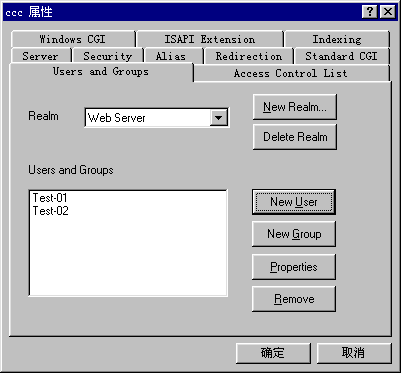 ccc 属性
Windows CGI ISAPI Extension Indexing
Server Security Alias Redirection Standard CGI
Users and Groups Access Control List
Realm Web Server New Realm...
Delete Realm
Users and Groups
Test-01
Test-02
New User
New Group
Properties
Remove
确定 取消